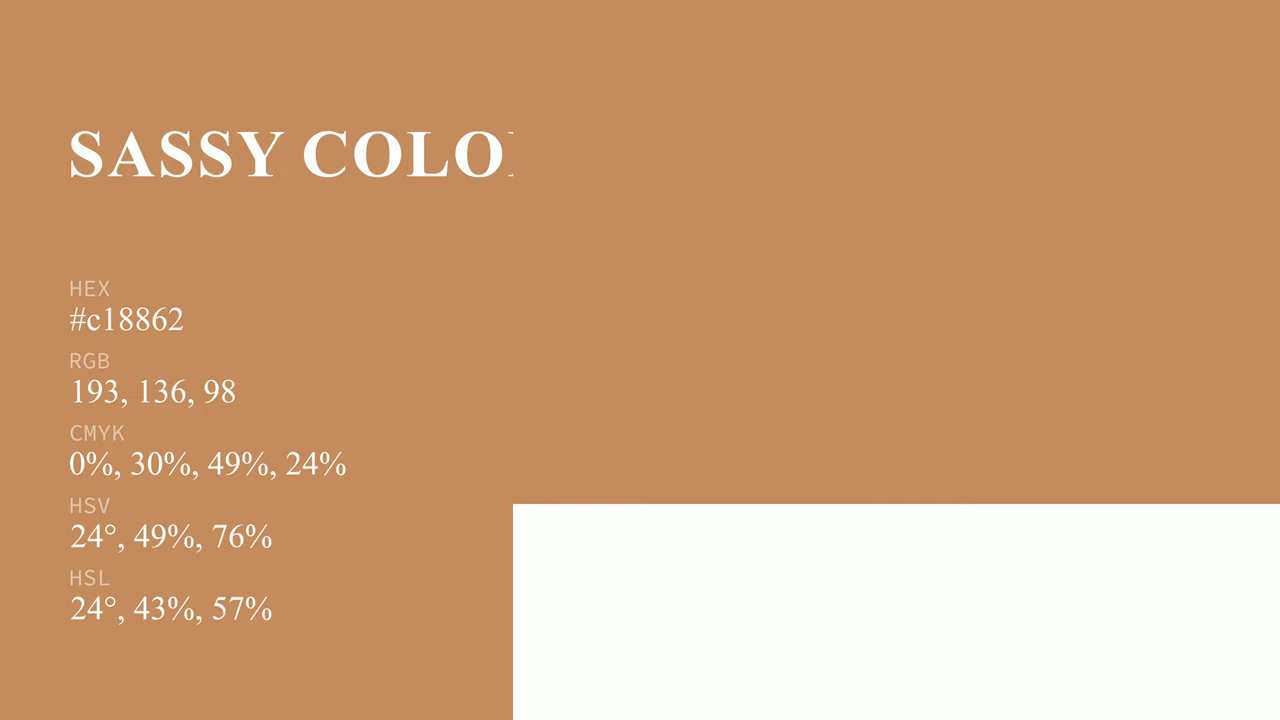 SASSY COLO
HEX
#c18862
RGB
193, 136, 98
CMYK
0%, 30%, 49%, 24%
HSV
24°, 49%, 76%
HSL
24°, 43%, 57%